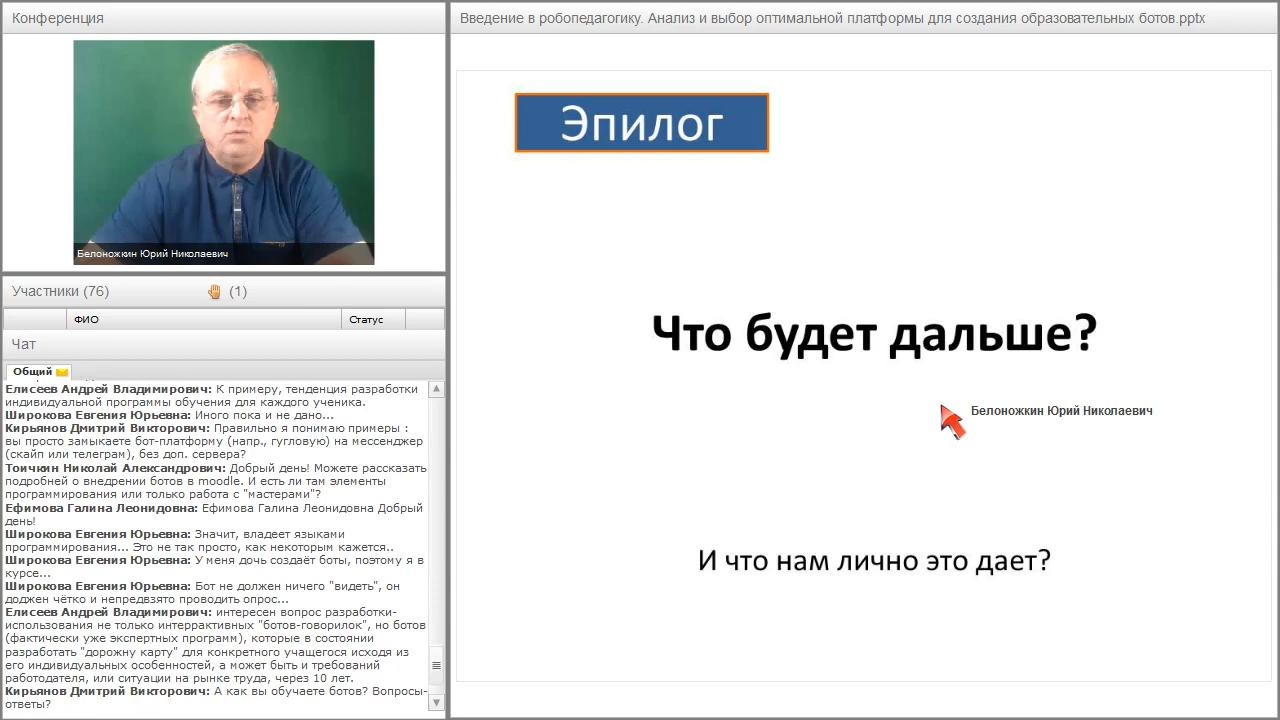 Конференция
Белоножкин Юрий Николаевич
Участники (76) (1)
ФИО Статус
Чат
Общий
Елисеев Андрей Владимирович: К примеру, тенденция разработки
индивидуальной программы обучения для каждого ученика.
Широкова Евгения Юрьевна: Иного пока и не дано...
Кирьянов Дмитрий Викторович: Правильно я понимаю примеры :
вы просто замыкаете бот-платформу (напр., гугловую) на мессенджер
(скайп или телеграм), без доп. сервера?
Тоичкин Николай Александрович: Добрый день! Можете рассказать
подробней о внедрении ботов в moodle. И есть ли там элементы
программирования или только работа с "мастерами"?
Ефимова Галина Леонидовна: Ефимова Галина Леонидовна Добрый
день!
Широкова Евгения Юрьевна: Значит, владеет языками
программирования... Это не так просто, как некоторым кажется..
Широкова Евгения Юрьевна: У меня дочь создаёт боты, поэтому я в
курсе...
Широкова Евгения Юрьевна: Бот не должен ничего "видеть", он
доджен чётко и непредвзято проводить опрос...
Елисеев Андрей Владимирович: интересен вопрос разработки-
использования не только интеррактивных "ботов-говорилок", но ботов
(фактически уже экспертных программ), которые в состоянии
разработать "дорожну карту" для конкретного учащегося исходя из
его индивидуальных особенностей, а может быть и требований
работодателя, или ситуации на рынке труда, через 10 лет.
Кирьянов Дмитрий Викторович: А как вы обучаете ботов? Вопросы-
ответы?
Введение в робопедагогику. Анализ и выбор оптимальной платформы для создания образовательных ботов.pptx
Эпилог
Что будет дальше?
Белоножкин Юрий Николаевич
И что нам лично это дает?